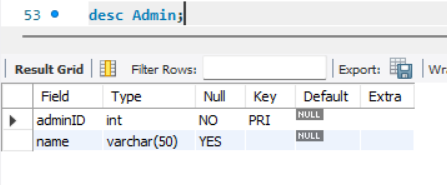 53 desc Admin;
Result Grid Filter Rows: Export: Wr
Field Type Null Key Default Extra
adminID int NO PRI NULL
name varchar(50) YES NULL